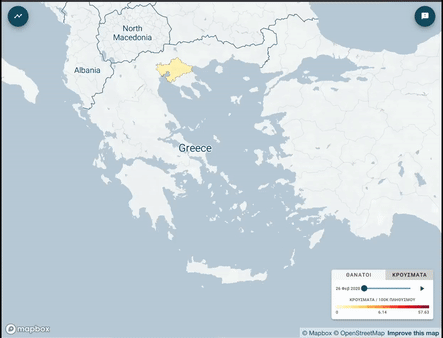 North
Macedonia
Albania
Greece
ΘΑΝΑΤΟΙ ΚΡΟΥΣΜΑΤΑ
26 Φεβ 2020
ΚΡΟΥΣΜΑΤΑ / 100Κ ΠΛΗΘΥΣΜΟΥ
0 6.14 57.63
mapbox
© Mapbox © OpenStreetMap Improve this map